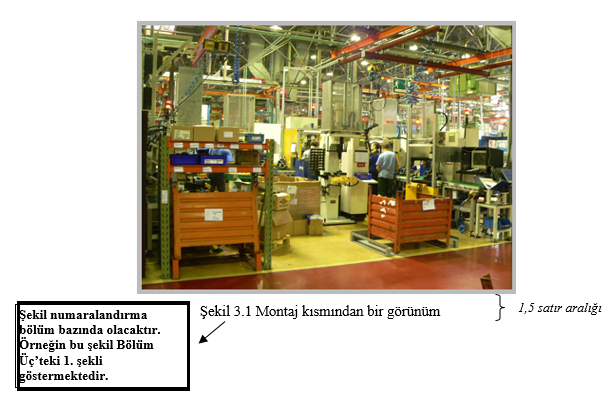 Şekil 3.1 Montaj kısmından bir görünüm
1,5 satır aralığı
Şekil numaralandırma
bölüm bazında olacaktır.
Örneğin bu şekil Bölüm
Üç’teki 1. şekli
göstermektedir.